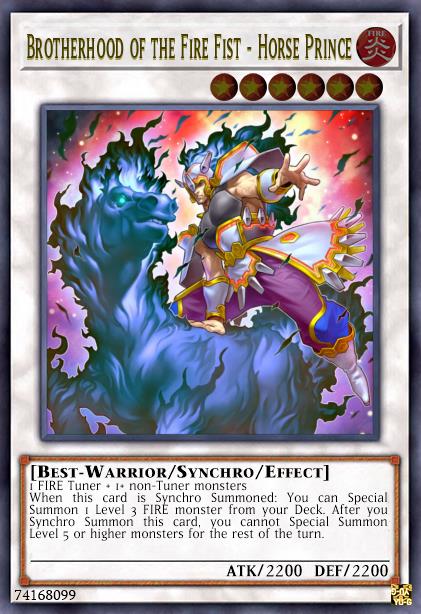 BROTHERHOOD OF THE FIRE FIST - HORSE PRINCE
FIRE
炎
[BEST-WARRIOR/SYNCHRO/EFFECT]
1 FIRE Tuner + 1+ non-Tuner monsters
When this card is Synchro Summoned: You can Special
Summon 1 Level 3 FIRE monster from your Deck. After you
Synchro Summon this card, you cannot Special Summon
Level 5 or higher monsters for the rest of the turn.
ATK/2200 DEF/2200
74168099